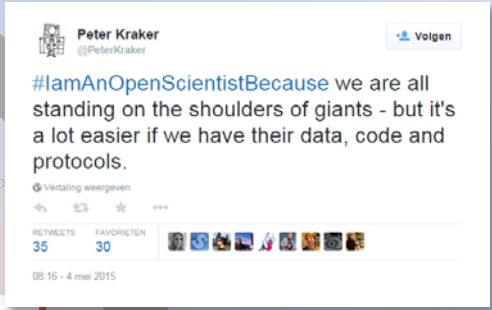 Peter Kraker
@PeterKraker
Volgen
#IamAnOpenScientistBecause we are all
standing on the shoulders of giants - but it's
a lot easier if we have their data, code and
protocols.
Vertaling weergeven
RETWEETS
35
FAVORIETEN
30
08:16 - 4 mei 2015